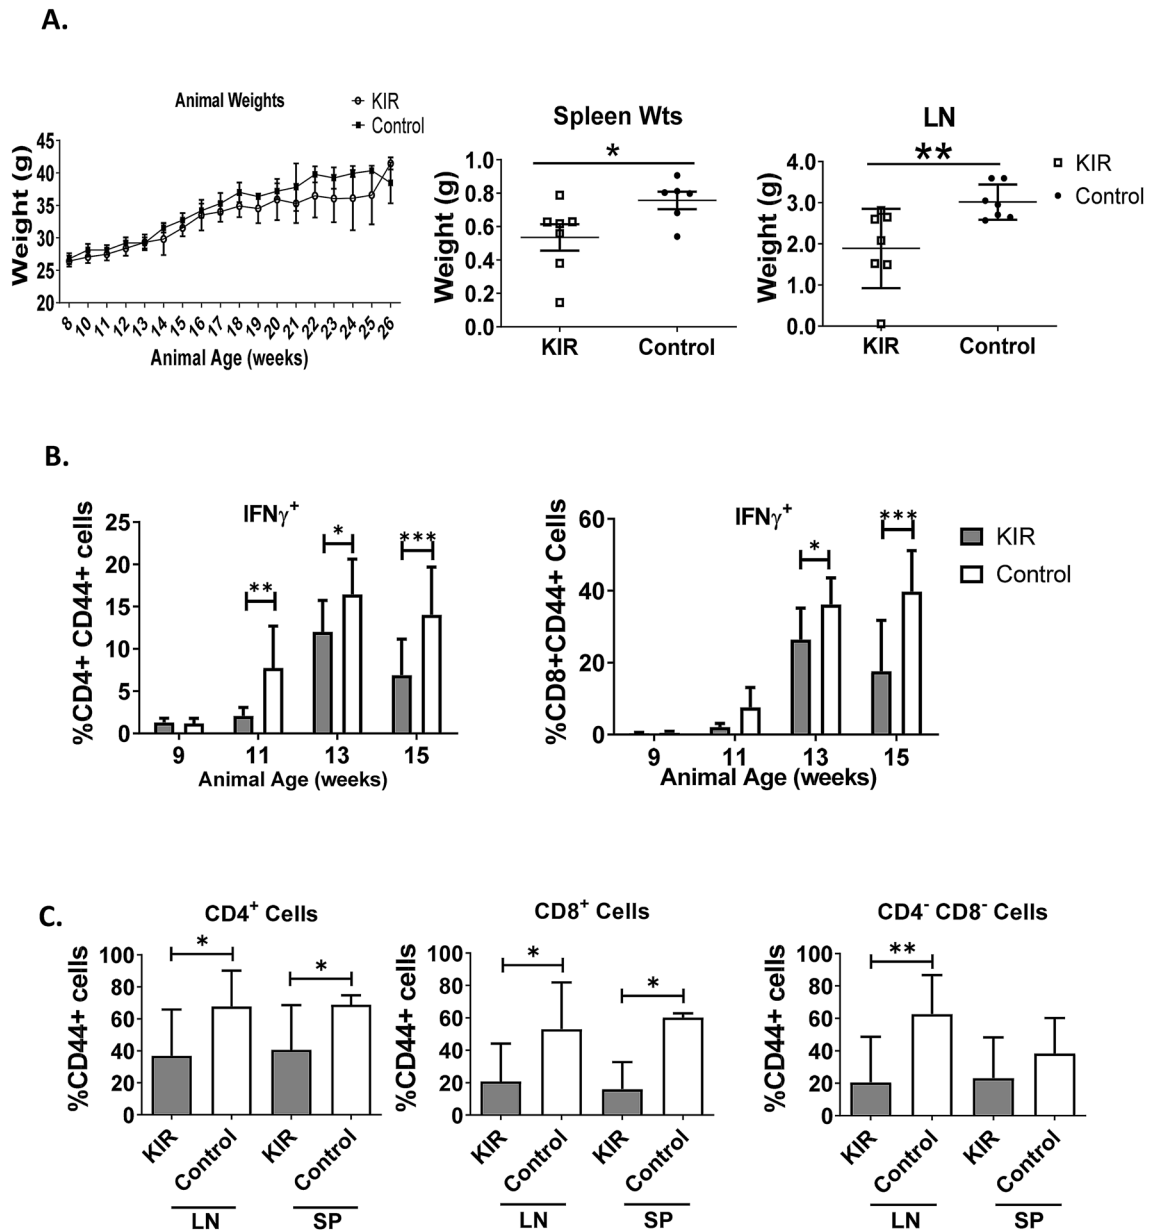 A.
Animal Weights
KIR
Control
Weight (g)
45
40
35
30
25
20
8 10 11 12 13 14 15 16 17 18 19 20 21 22 23 24 25 26
Animal Age (weeks)
Spleen Wts
*
Weight (g)
1.0
0.8
0.6
0.4
0.2
0.0
KIR Control
LN
**
Weight (g)
4.0
3.0
2.0
1.0
0.0
KIR Control
KIR
Control
B.
IFNγ+
%CD4+ CD44+ cells
25
20
15
10
5
0
** * ***
9 11 13 15
Animal Age (weeks)
IFNγ+
%CD8+CD44+ Cells
60
40
20
0
* ***
9 11 13 15
Animal Age (weeks)
KIR
Control
C.
CD4+ Cells
%CD44+ cells
100
80
60
40
20
0
* *
KIR Control KIR Control
LN SP
CD8+ Cells
%CD44+ cells
100
80
60
40
20
0
* *
KIR Control KIR Control
LN SP
CD4- CD8- Cells
%CD44+ cells
100
80
60
40
20
0
**
KIR Control KIR Control
LN SP